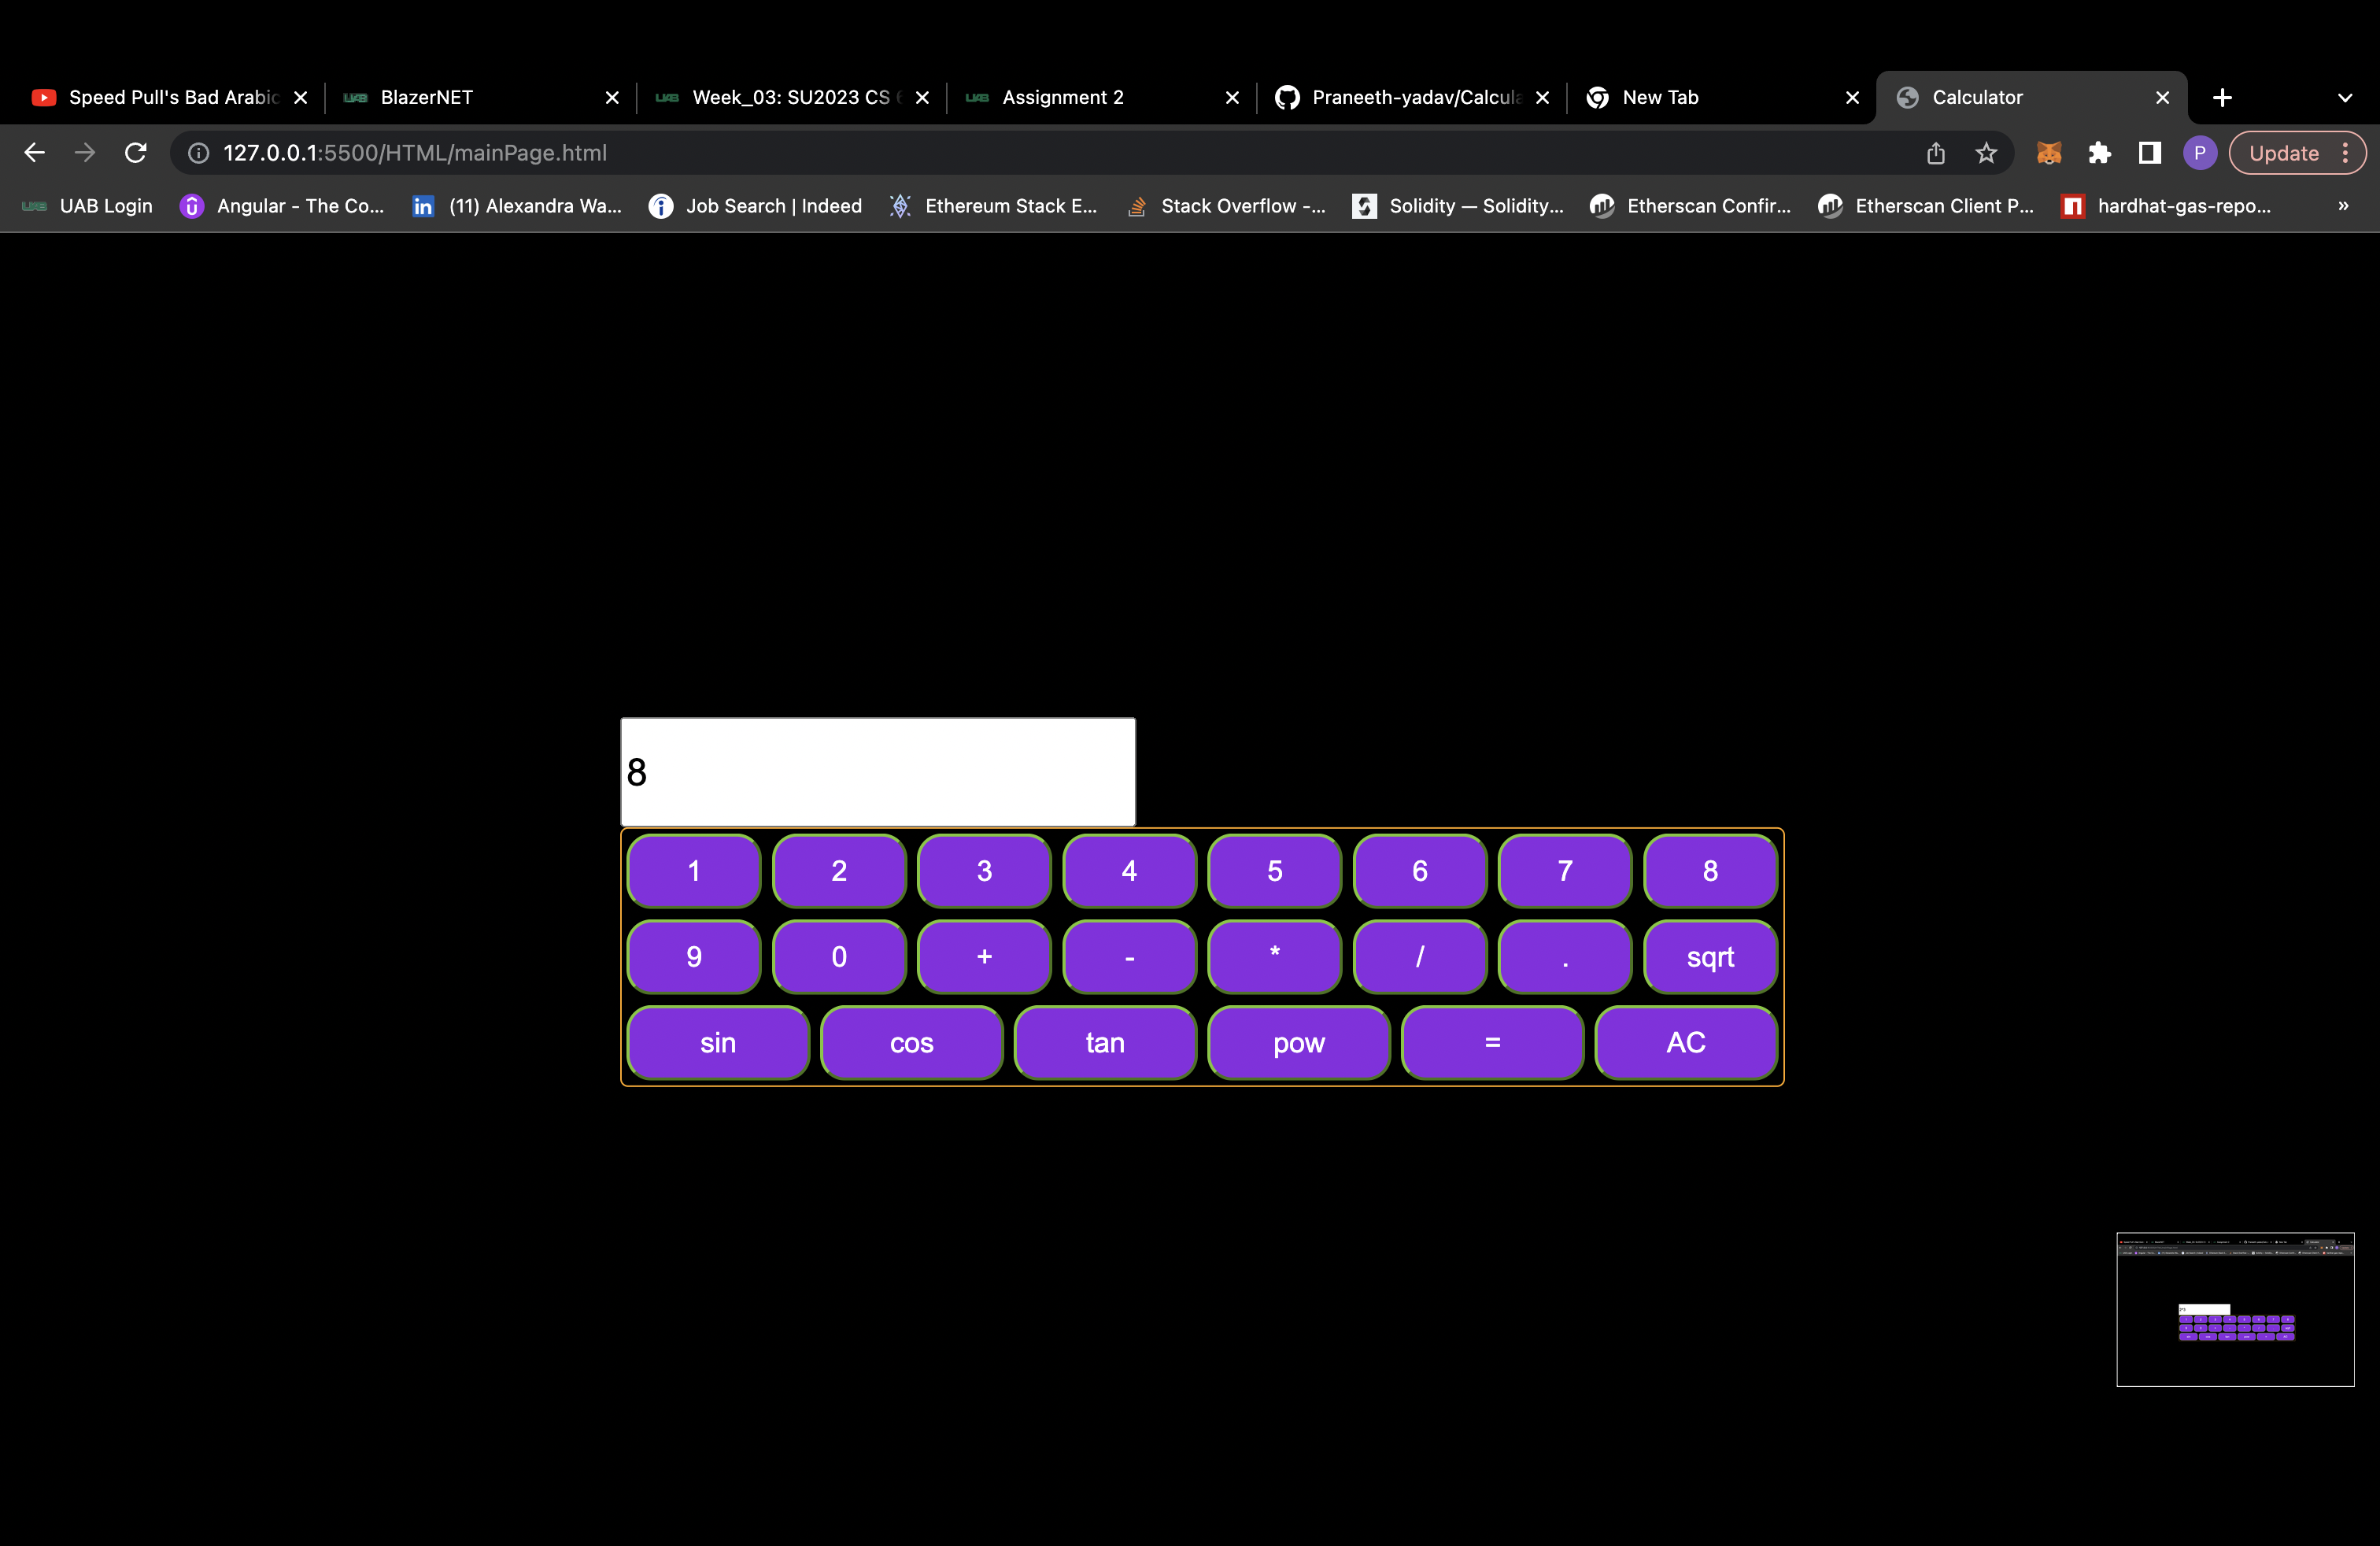 Speed Pull's Bad Arabic
BlazerNET
Week_03: SU2023 CS 6
Assignment 2
Praneeth-yadav/Calcula
New Tab
Calculator
127.0.0.1:5500/HTML/mainPage.html
P
Update
UAB Login
Angular - The Co...
in
(11) Alexandra Wa...
Job Search | Indeed
Ethereum Stack E...
Stack Overflow -...
Solidity — Solidity...
Etherscan Confir...
Etherscan Client P...
hardhat-gas-repo...
»
8
1 2 3 4 5 6 7 8
9 0 + - * / . sqrt
sin cos tan pow = AC